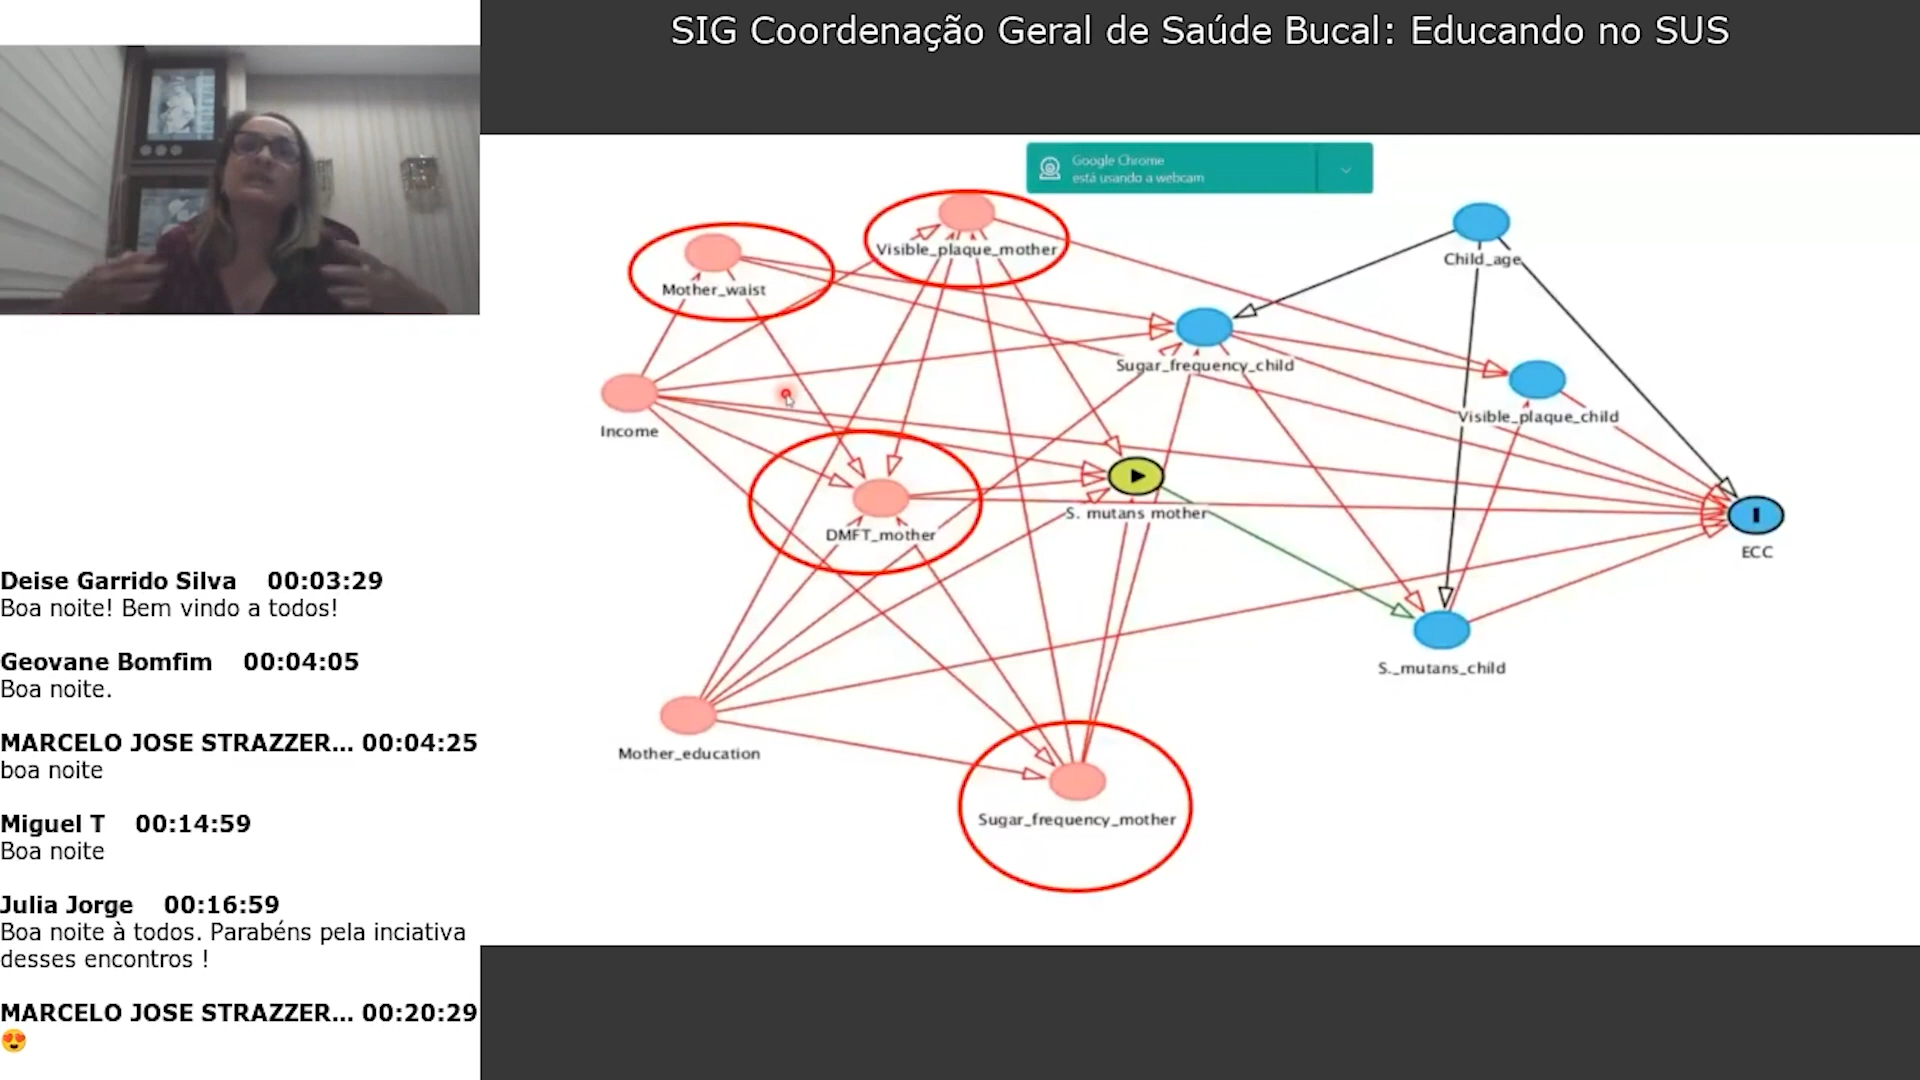 SIG Coordenação Geral de Saúde Bucal: Educando no SUS
Google Chrome
está usando a webcam
Visible_plaque_mother
Mother_waist
Child_age
Sugar_frequency_child
Visible_plaque_child
Income
S. mutans mother
DMFT_mother
ECC
S._mutans_child
Mother_education
Sugar_frequency_mother
Deise Garrido Silva 00:03:29
Boa noite! Bem vindo a todos!
Geovane Bomfim 00:04:05
Boa noite.
MARCELO JOSE STRAZZER... 00:04:25
boa noite
Miguel T 00:14:59
Boa noite
Julia Jorge 00:16:59
Boa noite à todos. Parabéns pela inciativa
desses encontros !
MARCELO JOSE STRAZZER... 00:20:29
😍